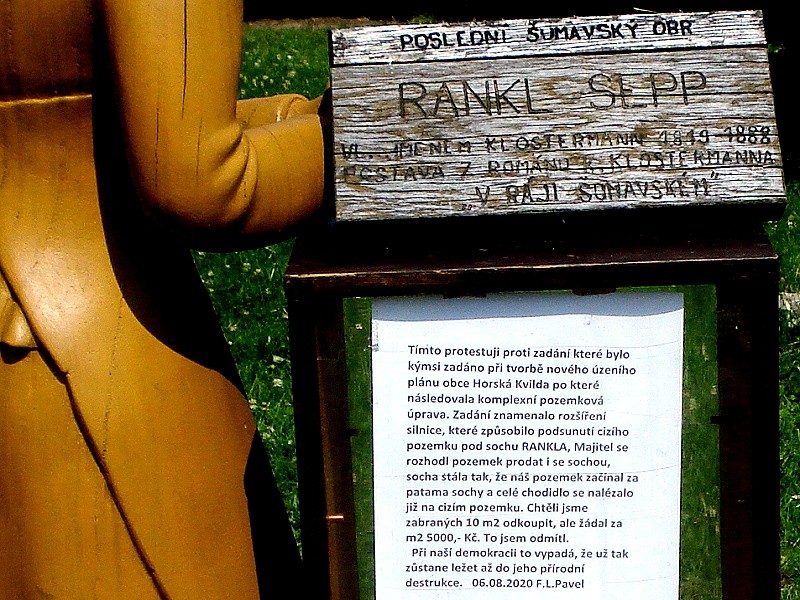 POSLEDNÍ ŠUMAVSKÝ OBR
RANKL SEPP
VL. JMÉNEM KLOSTERMANN 1819-1888
POSTAVA Z ROMÁNU K. KLOSTERMANNA
„V RÁJI ŠUMAVSKÉM"
Tímto protestuji proti zadání které bylo
kýmsi zadáno při tvorbě nového úzení­ho
plánu obce Horská Kvilda po které
následovala komplexní pozemková
úprava. Zadání znamenalo rozšíření
silnice, které způsobilo podsunutí cizího
pozemku pod sochu RANKLA, Majitel se
rozhodl pozemek prodat i se sochou,
socha stála tak, že náš pozemek začínal za
patama sochy a celé chodidlo se nalézalo
již na cizím pozemku. Chtěli jsme
zabraných 10 m2 odkoupit, ale žádal za
m2 5000,- Kč. To jsem odmítl.
Při naší demokracii to vypadá, že už tak
zůstane ležet až do jeho přírodní
destrukce. 06.08.2020 F.L.Pavel